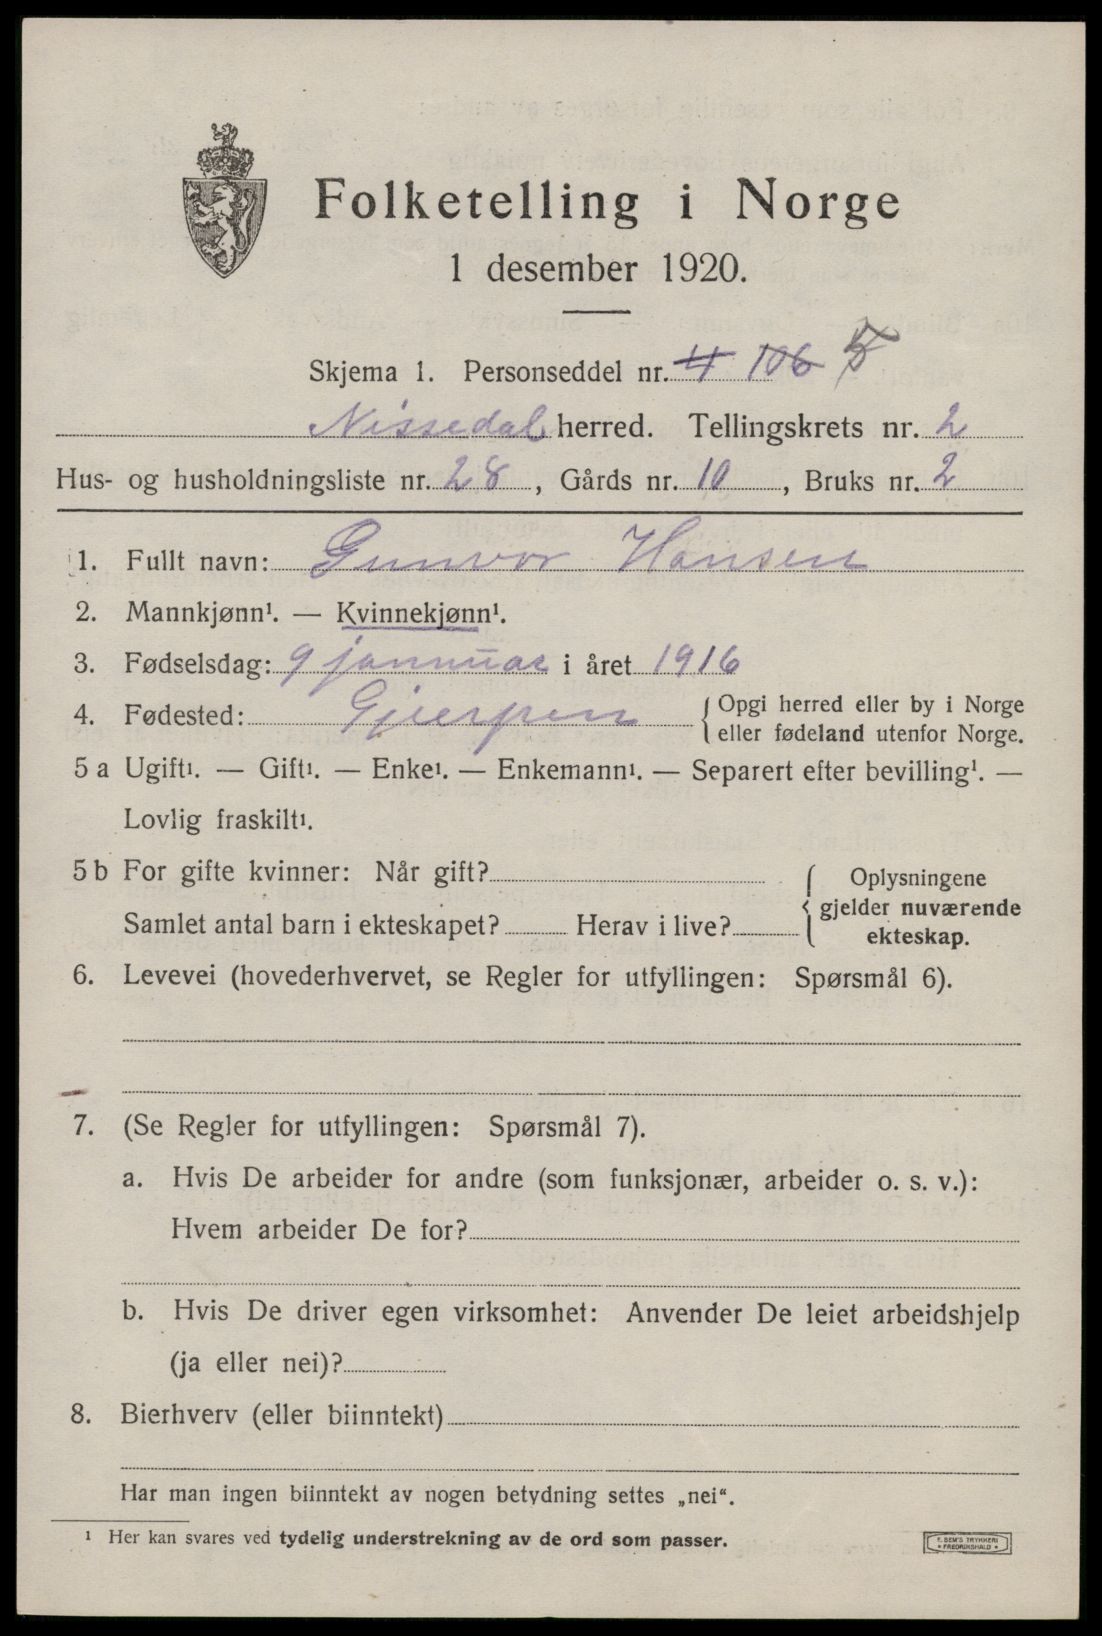 Folketelling i Norge
1 desember 1920.
Skjema 1. Personseddel nr. 4 106 5
Nissedal herred. Tellingskrets nr. 2
Hus- og husholdningsliste nr. 28, Gårds nr. 10, Bruks nr. 2
1. Fullt navn: Gunvor Hansen
2. Mannkjønn¹. — Kvinnekjønn¹.
3. Fødselsdag: 9 januar i året 1916
4. Fødested: Gjerpen { Opgi herred eller by i Norge
eller fødeland utenfor Norge.
5 a Ugift¹. — Gift¹. — Enke¹. — Enkemann¹. — Separert efter bevilling¹. —
Lovlig fraskilt¹.
5 b For gifte kvinner: Når gift?
Samlet antal barn i ekteskapet? Herav i live?
{ Oplysningene
gjelder nuværende
ekteskap.
6. Levevei (hovederhvervet, se Regler for utfyllingen: Spørsmål 6).
7. (Se Regler for utfyllingen: Spørsmål 7).
a. Hvis De arbeider for andre (som funksjonær, arbeider o. s. v.):
Hvem arbeider De for?
b. Hvis De driver egen virksomhet: Anvender De leiet arbeidshjelp
(ja eller nei)?
8. Bierhverv (eller biinntekt)
Har man ingen biinntekt av nogen betydning settes „nei“.
¹ Her kan svares ved tydelig understrekning av de ord som passer.
E. SEM'S TRYKKERI
• FREDRIKSHALD •